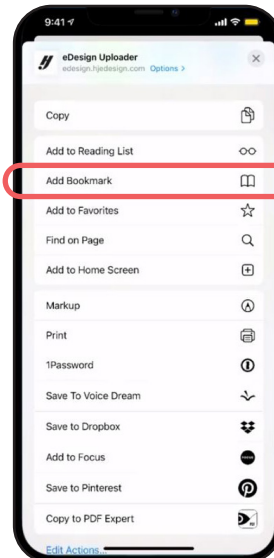 9:41
eDesign Uploader
edesign.hjedesign.com Options >
Copy
Add to Reading List
Add Bookmark
Add to Favorites
Find on Page
Add to Home Screen
Markup
Print
1Password
Save To Voice Dream
Save to Dropbox
Add to Focus
Save to Pinterest
Copy to PDF Expert
Edit Actions...